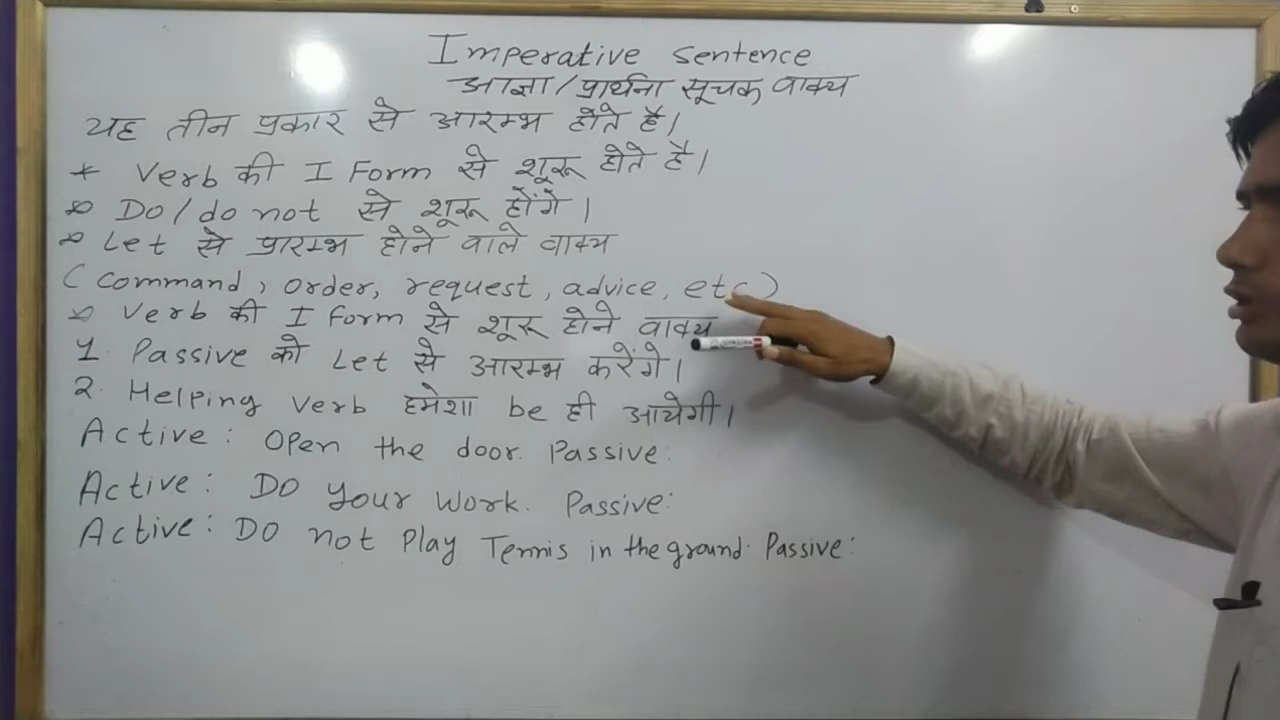 Imperative sentence
आज्ञा/प्रार्थना सूचक वाक्य
यह तीन प्रकार से आरम्भ होते है।
* Verb की I Form से शूरू होते है।
* Do/do not से शूरू होंगे।
* Let से प्रारम्भ होने वाले वाक्य
(Command, order, request, advice, etc)
* Verb की I Form से शूरू होने वाक्य
1. Passive को Let से आरम्भ करेंगे।
2. Helping verb हमेशा be ही आयेगी।
Active: Open the door. Passive:
Active: Do your work. Passive:
Active: Do not Play Tennis in the ground. Passive: